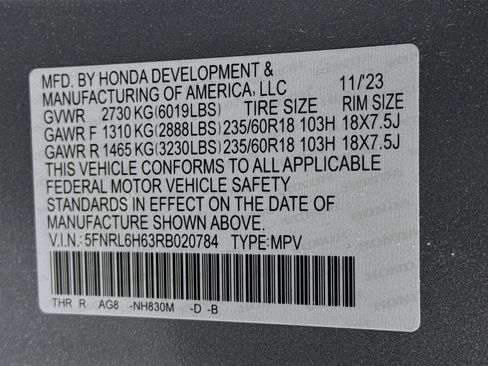 MFD. BY HONDA DEVELOPMENT &
MANUFACTURING OF AMERICA, LLC 11/23
GVWR 2730 KG(6019LBS) TIRE SIZE RIM SIZE
GAWR F 1310 KG(2888LBS) 235/60R18 103H 18X7.5J
GAWR R 1465 KG(3230LBS) 235/60R18 103H 18X7.5J
THIS VEHICLE CONFORMS TO ALL APPLICABLE
FEDERAL MOTOR VEHICLE SAFETY
STANDARDS IN EFFECT ON THE DATE OF
MANUFACTURE SHOWN ABOVE.
V.I.N.:5FNRL6H63RB020784 TYPE:MPV
THR R AG8 -NH830M -D -B